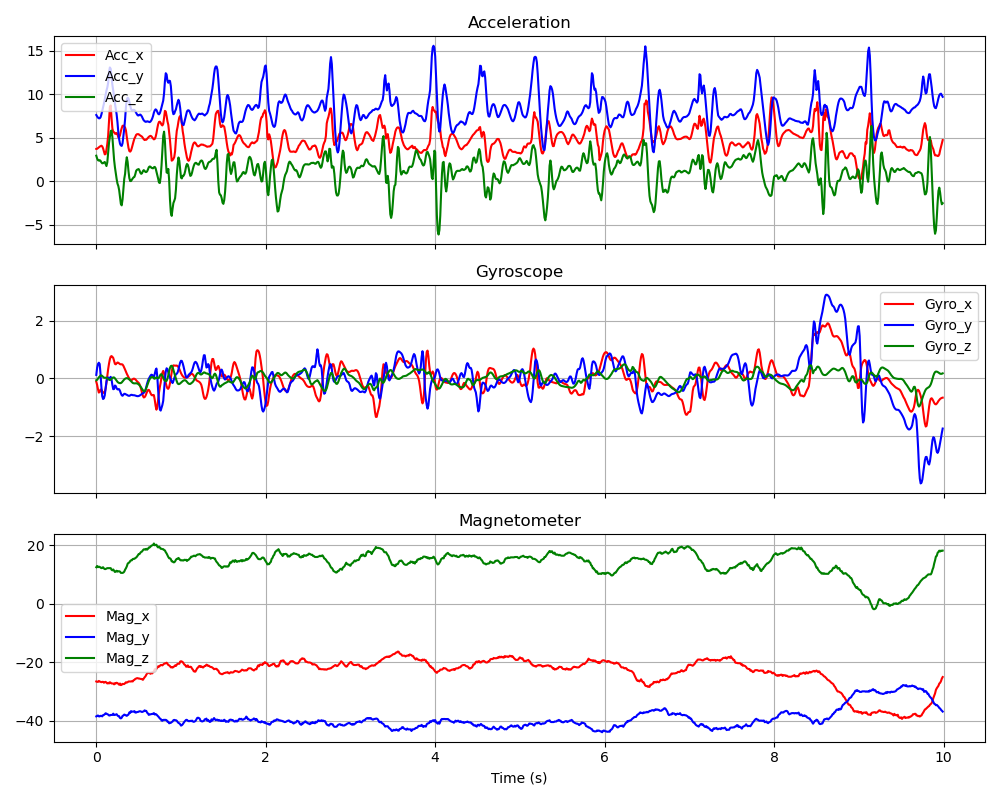 Acceleration
15
10
5
0
−5
Acc_x
Acc_y
Acc_z
Gyroscope
2
0
−2
Gyro_x
Gyro_y
Gyro_z
Magnetometer
20
0
−20
−40
Mag_x
Mag_y
Mag_z
0 2 4 6 8 10
Time (s)